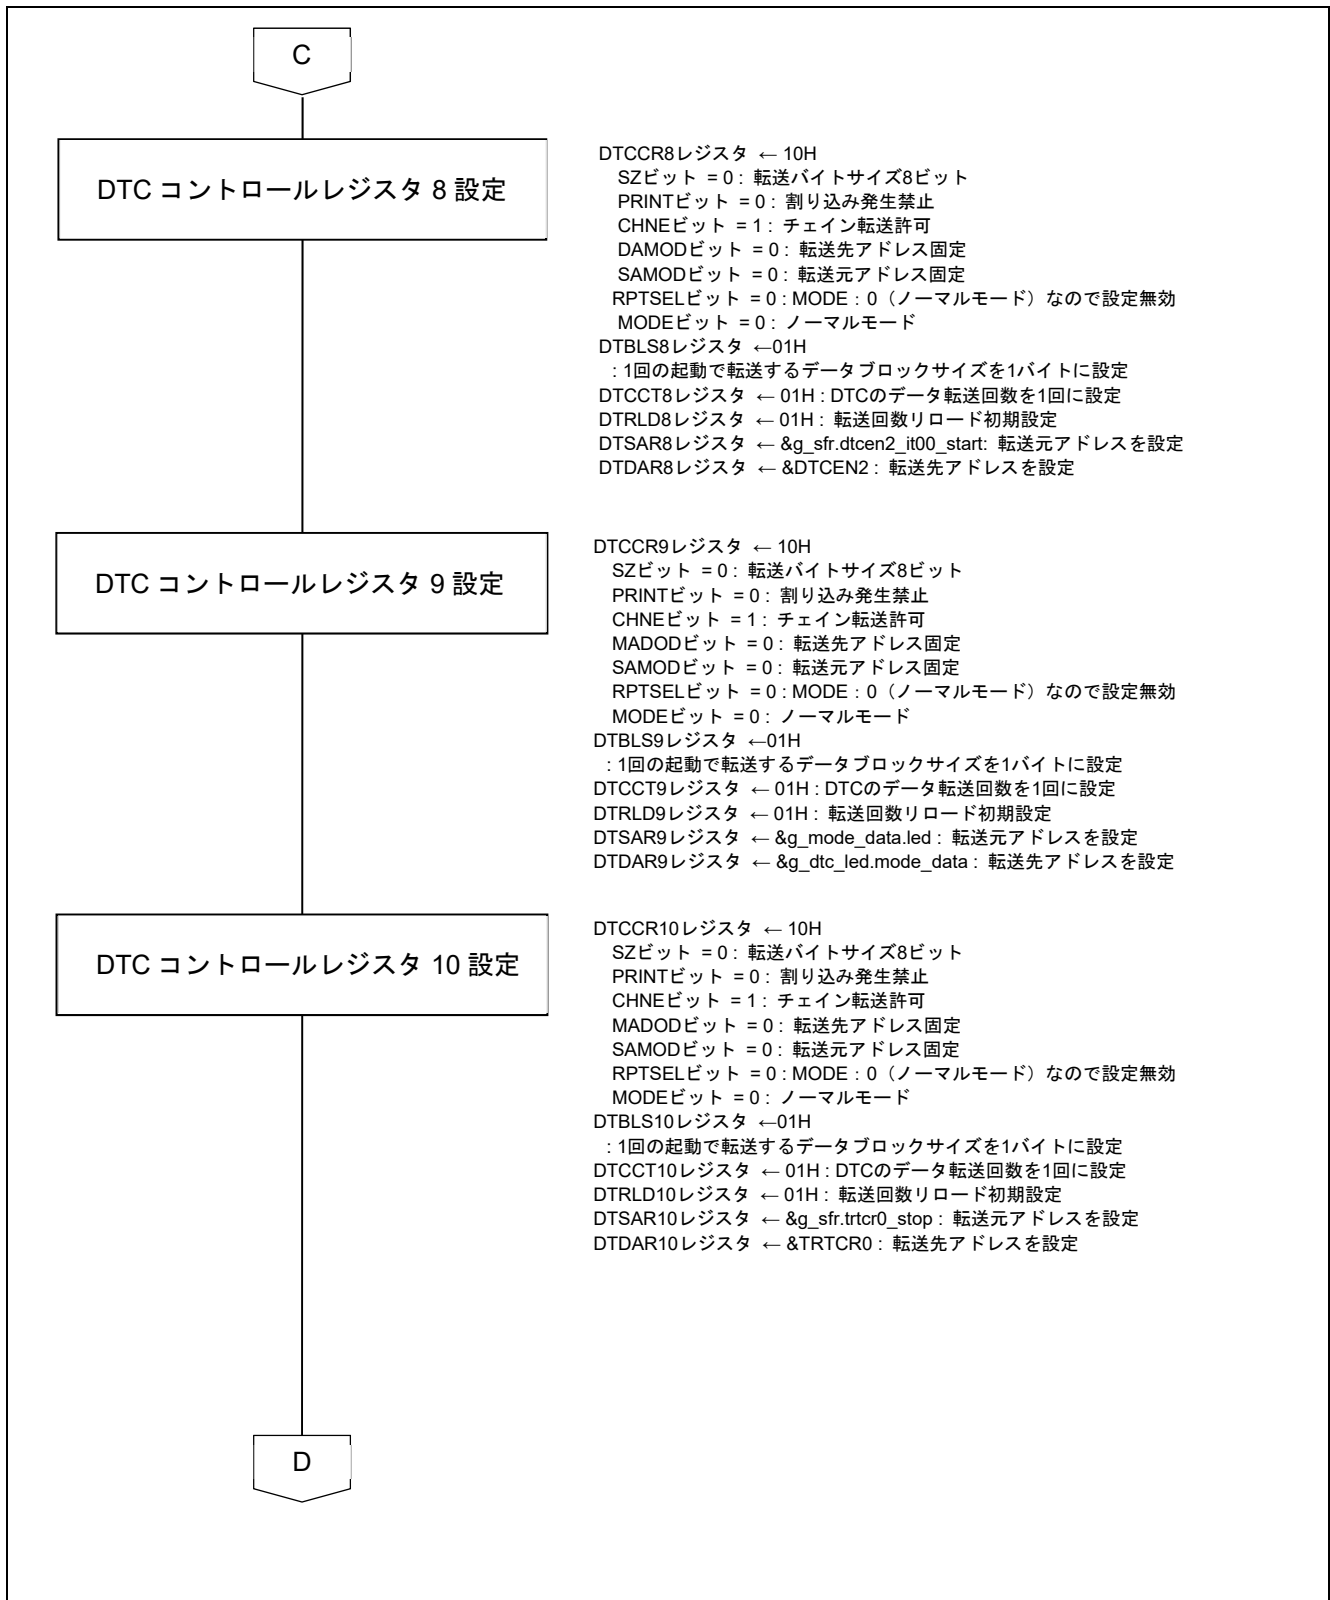 C
DTC コントロールレジスタ 8 設定
DTCCR8レジスタ ← 10H
SZビット = 0 : 転送バイトサイズ8ビット
PRINTビット = 0 : 割り込み発生禁止
CHNEビット = 1 : チェイン転送許可
DAMODビット = 0 : 転送先アドレス固定
SAMODビット = 0 : 転送元アドレス固定
RPTSELビット = 0 : MODE : 0（ノーマルモード）なので設定無効
MODEビット = 0 : ノーマルモード
DTBLS8レジスタ ←01H
: 1回の起動で転送するデータブロックサイズを1バイトに設定
DTCCT8レジスタ ← 01H : DTCのデータ転送回数を1回に設定
DTRLD8レジスタ ← 01H : 転送回数リロード初期設定
DTSAR8レジスタ ← &g_sfr.dtcen2_it00_start: 転送元アドレスを設定
DTDAR8レジスタ ← &DTCEN2 : 転送先アドレスを設定
DTC コントロールレジスタ 9 設定
DTCCR9レジスタ ← 10H
SZビット = 0 : 転送バイトサイズ8ビット
PRINTビット = 0 : 割り込み発生禁止
CHNEビット = 1 : チェイン転送許可
MADODビット = 0 : 転送先アドレス固定
SAMODビット = 0 : 転送元アドレス固定
RPTSELビット = 0 : MODE : 0（ノーマルモード）なので設定無効
MODEビット = 0 : ノーマルモード
DTBLS9レジスタ ←01H
: 1回の起動で転送するデータブロックサイズを1バイトに設定
DTCCT9レジスタ ← 01H : DTCのデータ転送回数を1回に設定
DTRLD9レジスタ ← 01H : 転送回数リロード初期設定
DTSAR9レジスタ ← &g_mode_data.led : 転送元アドレスを設定
DTDAR9レジスタ ← &g_dtc_led.mode_data : 転送先アドレスを設定
DTC コントロールレジスタ 10 設定
DTCCR10レジスタ ← 10H
SZビット = 0 : 転送バイトサイズ8ビット
PRINTビット = 0 : 割り込み発生禁止
CHNEビット = 1 : チェイン転送許可
MADODビット = 0 : 転送先アドレス固定
SAMODビット = 0 : 転送元アドレス固定
RPTSELビット = 0 : MODE : 0（ノーマルモード）なので設定無効
MODEビット = 0 : ノーマルモード
DTBLS10レジスタ ←01H
: 1回の起動で転送するデータブロックサイズを1バイトに設定
DTCCT10レジスタ ← 01H : DTCのデータ転送回数を1回に設定
DTRLD10レジスタ ← 01H : 転送回数リロード初期設定
DTSAR10レジスタ ← &g_sfr.trtcr0_stop : 転送元アドレスを設定
DTDAR10レジスタ ← &TRTCR0 : 転送先アドレスを設定
D